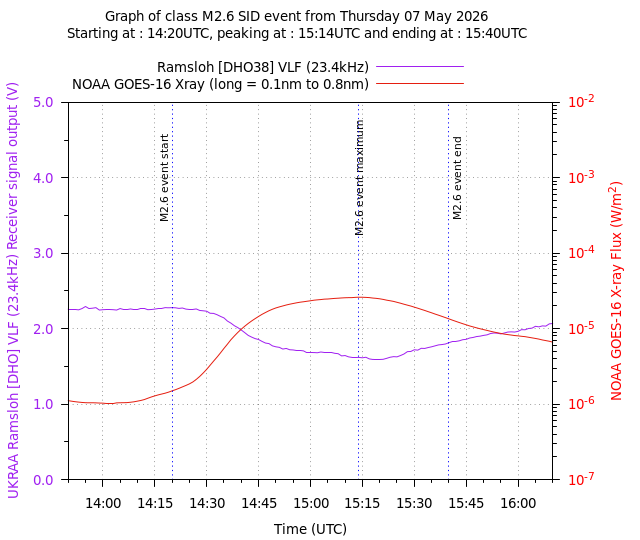 Graph of class M2.6 SID event from Thursday 07 May 2026
Starting at : 14:20UTC, peaking at : 15:14UTC and ending at : 15:40UTC
Ramsloh [DHO38] VLF (23.4kHz)
NOAA GOES-16 Xray (long = 0.1nm to 0.8nm)
UKRAA Ramsloh [DHO] VLF (23.4kHz) Receiver signal output (V)
5.0
4.0
3.0
2.0
1.0
0.0
M2.6 event start
M2.6 event maximum
M2.6 event end
10-2
10-3
10-4
10-5
10-6
10-7
NOAA GOES-16 X-ray Flux (W/m2)
14:00 14:15 14:30 14:45 15:00 15:15 15:30 15:45 16:00
Time (UTC)